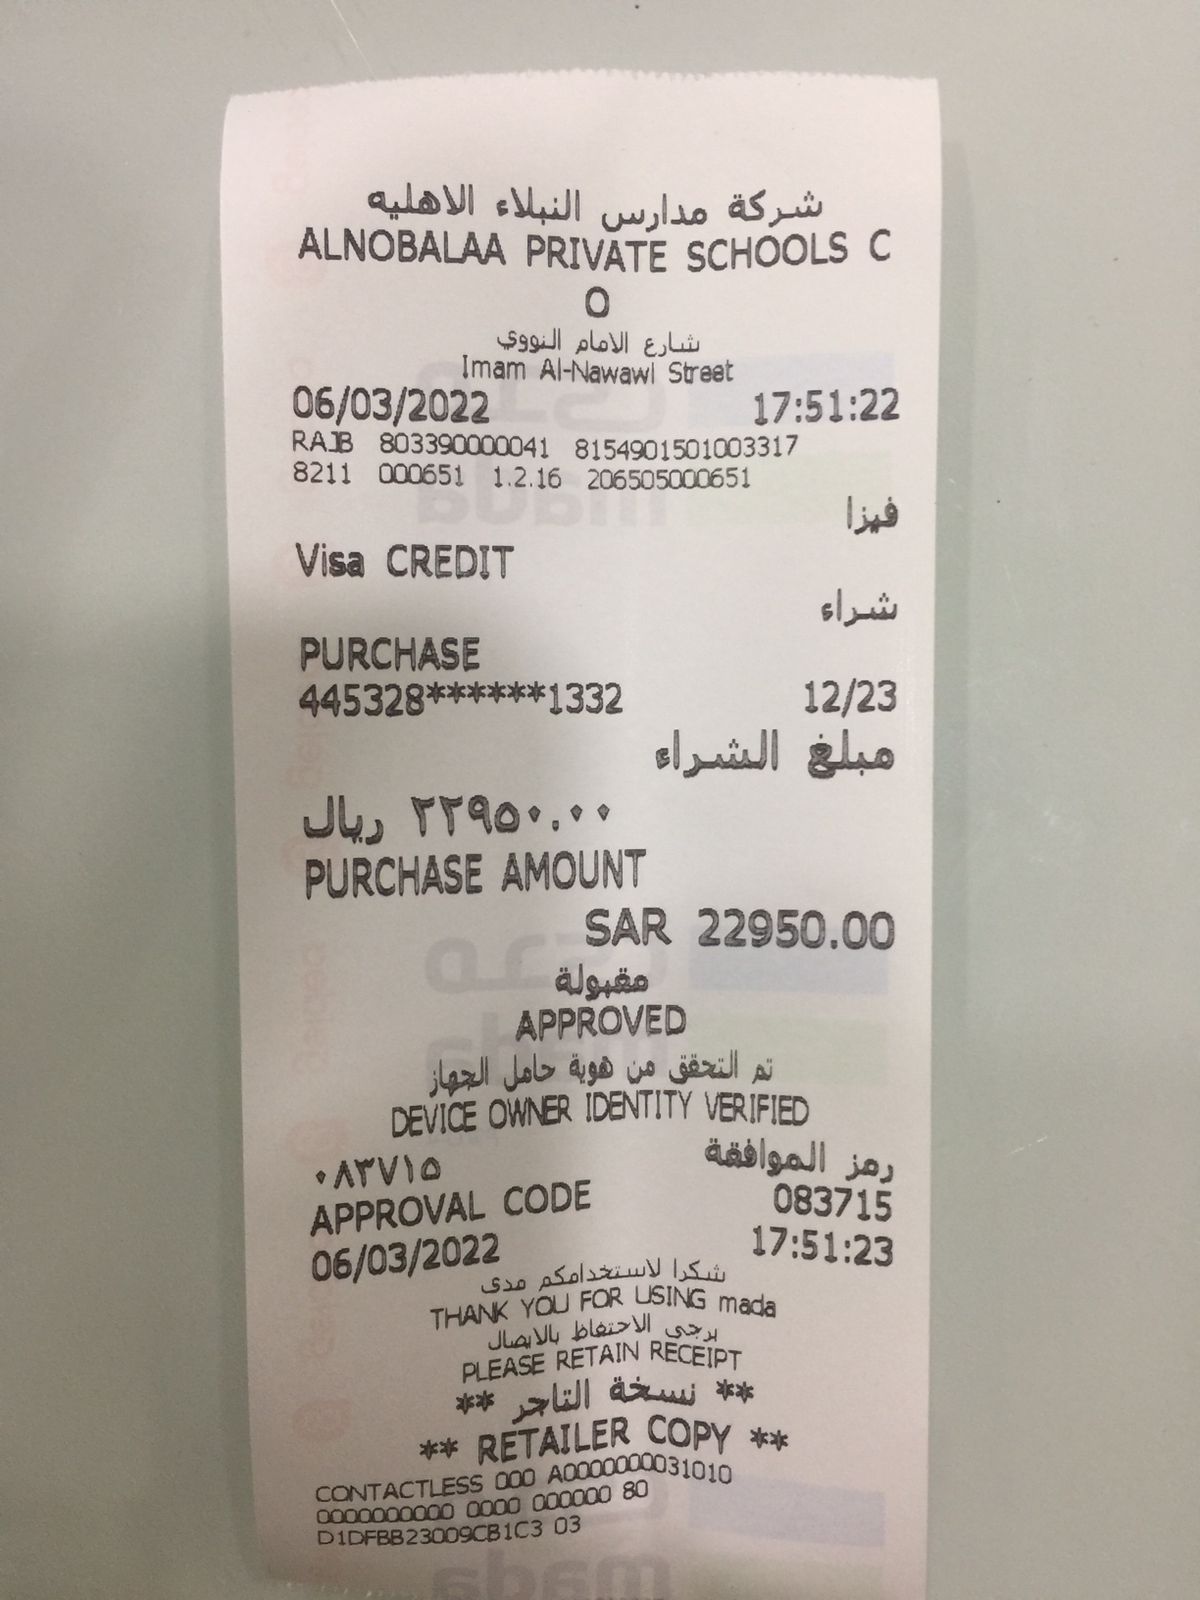 شركة مدارس النبلاء الاهليه
ALNOBALAA PRIVATE SCHOOLS C
O
شارع الامام النووي
Imam Al-Nawawi Street
06/03/2022 17:51:22
RAJB 803390000041 8154901501003317
8211 000651 1.2.16 206505000651
فيزا
Visa CREDIT
شراء
PURCHASE
445328******1332 12/23
مبلغ الشراء
٢٢٩٥٠.٠٠ ريال
PURCHASE AMOUNT
SAR 22950.00
مقبولة
APPROVED
تم التحقق من هوية حامل الجهاز
DEVICE OWNER IDENTITY VERIFIED
رمز الموافقة ٠٨٣٧١٥
APPROVAL CODE 083715
06/03/2022 17:51:23
شكرا لاستخدامكم مدى
THANK YOU FOR USING mada
يرجى الاحتفاظ بالايصال
PLEASE RETAIN RECEIPT
** نسخة التاجر **
** RETAILER COPY **
CONTACTLESS 000 A0000000031010
0000000000 0000 000000 80
D1DFBB23009CB1C3 03